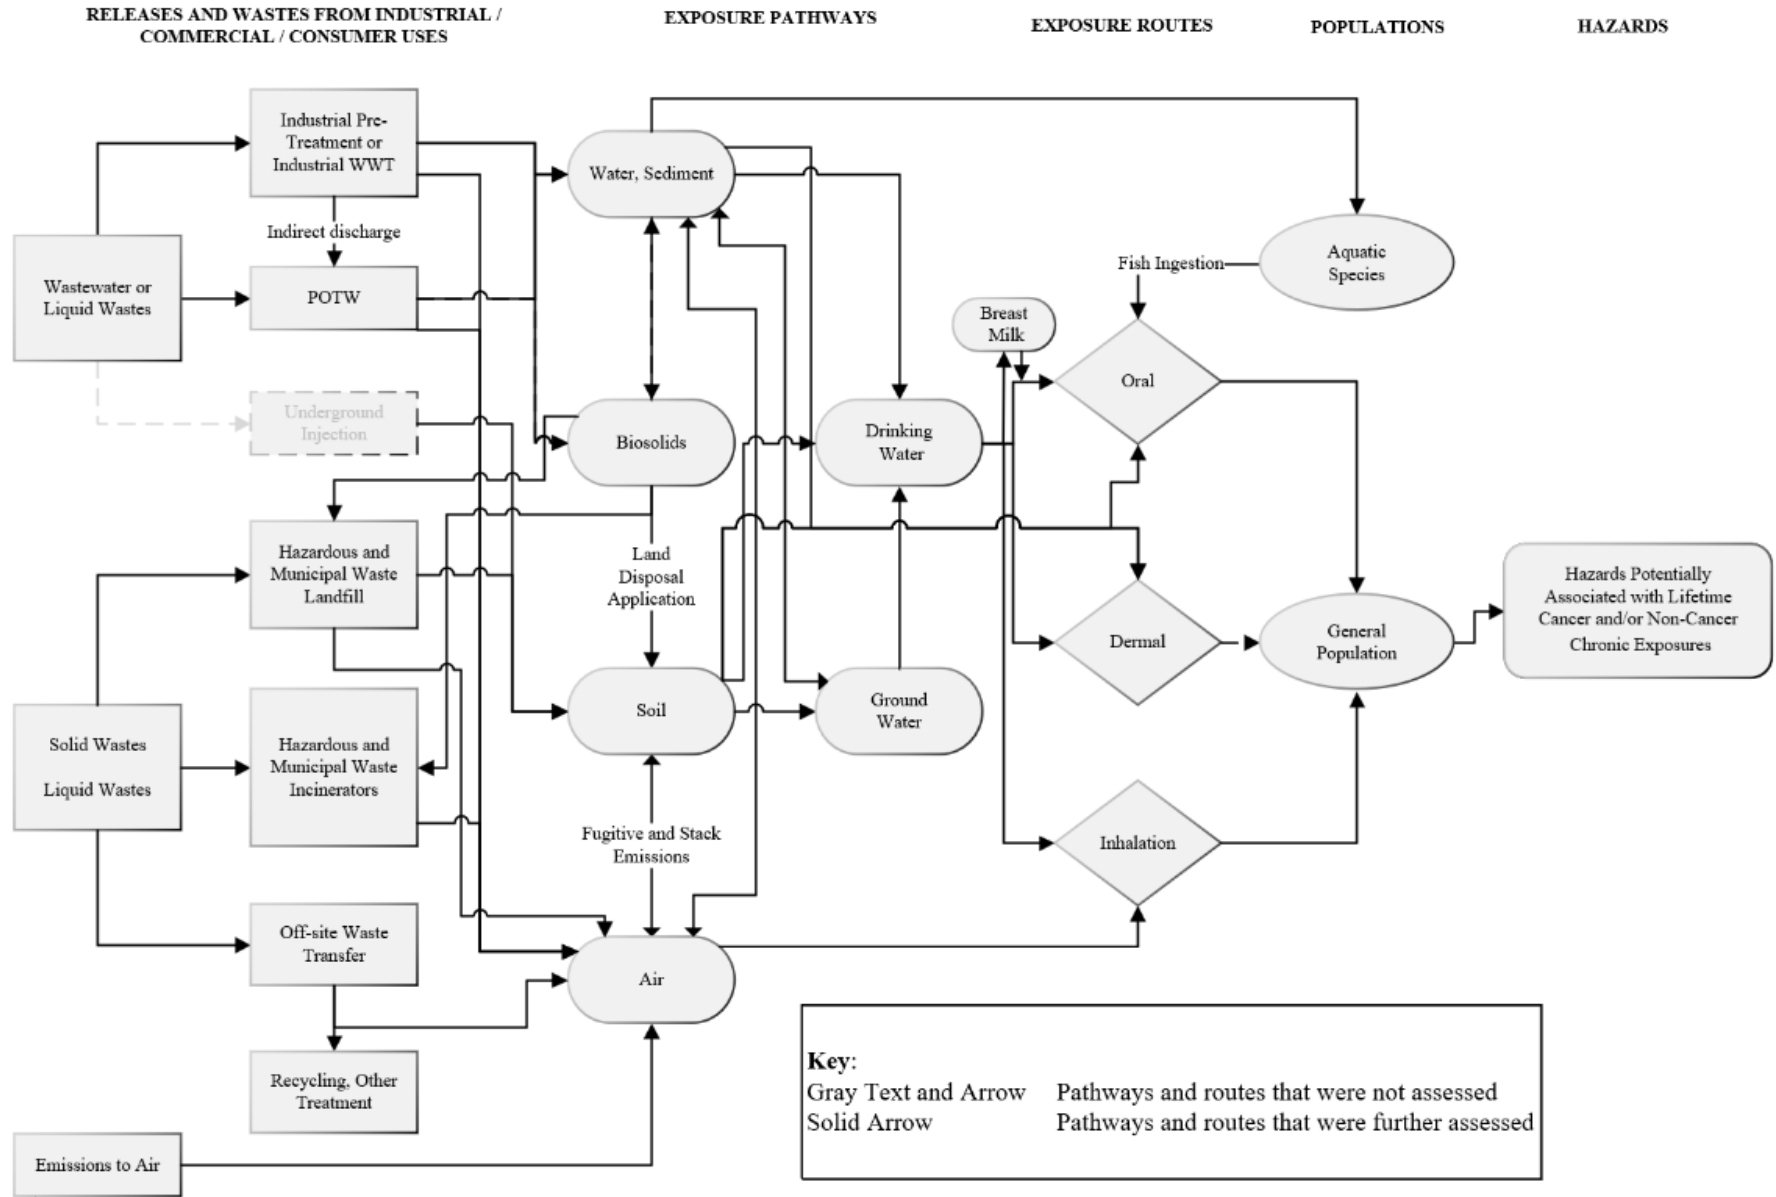 RELEASES AND WASTES FROM INDUSTRIAL /
COMMERCIAL / CONSUMER USES
EXPOSURE PATHWAYS
EXPOSURE ROUTES
POPULATIONS
HAZARDS
Industrial Pre-
Treatment or
Industrial WWT
Indirect discharge
Wastewater or
Liquid Wastes
POTW
Underground
Injection
Hazardous and
Municipal Waste
Landfill
Solid Wastes
Liquid Wastes
Hazardous and
Municipal Waste
Incinerators
Off-site Waste
Transfer
Recycling, Other
Treatment
Emissions to Air
Water, Sediment
Biosolids
Land
Disposal
Application
Soil
Fugitive and Stack
Emissions
Air
Drinking
Water
Ground
Water
Breast
Milk
Fish Ingestion
Oral
Dermal
Inhalation
Aquatic
Species
General
Population
Hazards Potentially
Associated with Lifetime
Cancer and/or Non-Cancer
Chronic Exposures
Key:
Gray Text and Arrow Pathways and routes that were not assessed
Solid Arrow Pathways and routes that were further assessed